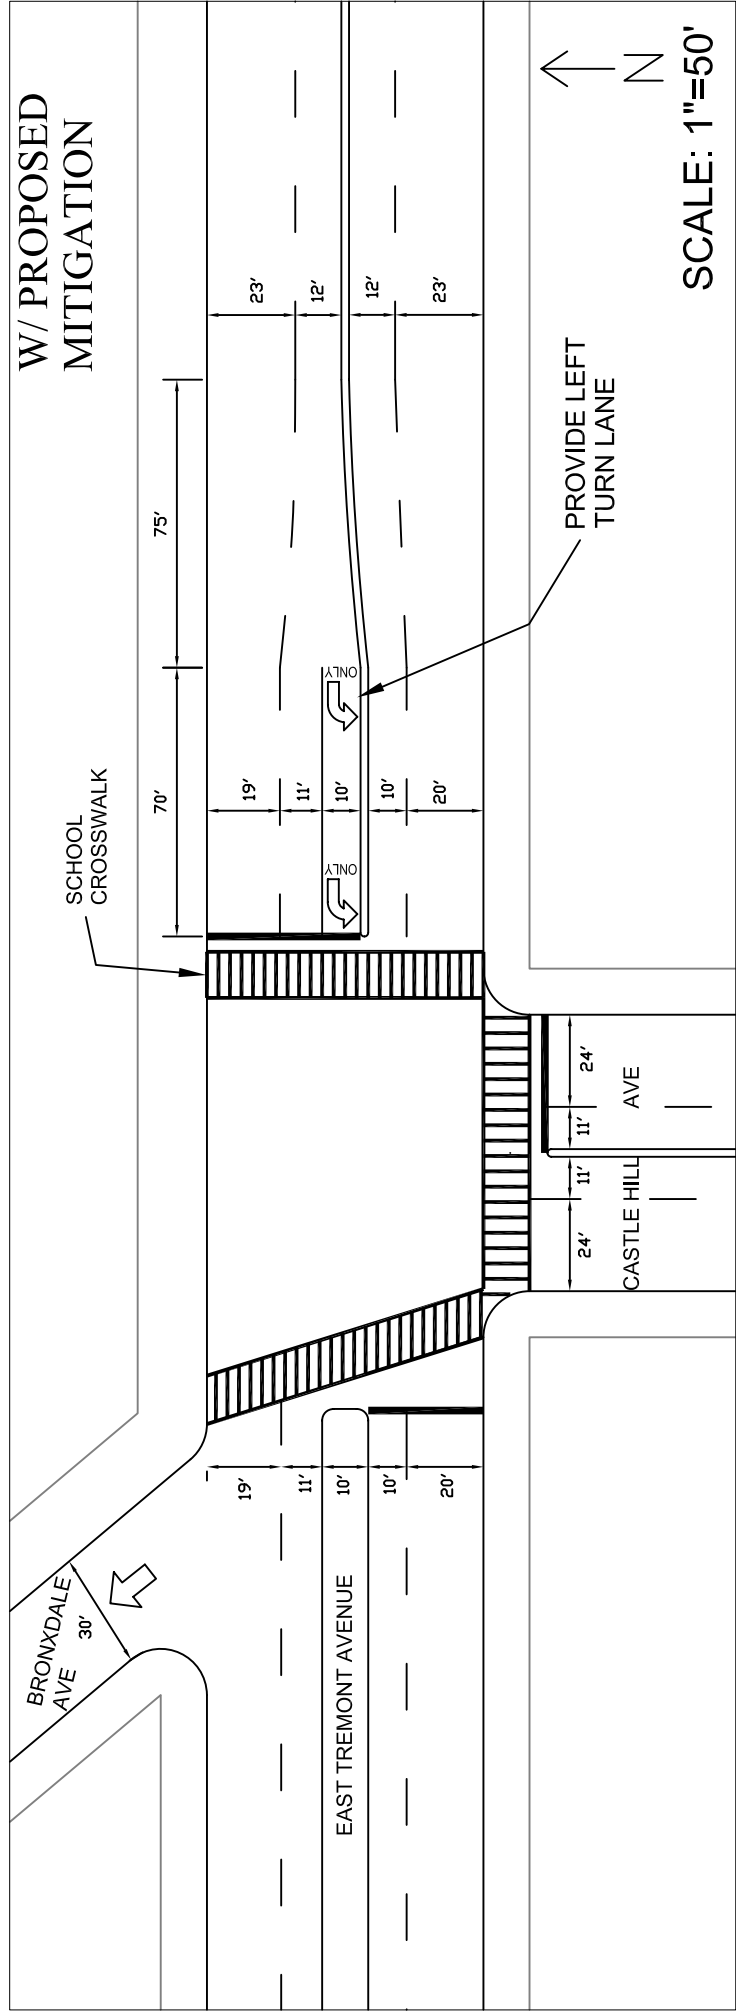 W/ PROPOSED
MITIGATION
SCHOOL
CROSSWALK
BRONXDALE
AVE
30'
75'
70'
23'
12'
12'
23'
19'
11'
10'
10'
20'
ONLY
ONLY
PROVIDE LEFT
TURN LANE
19'
11'
10'
10'
20'
EAST TREMONT AVENUE
24'
11'
11'
24'
CASTLE HILL AVE
N
SCALE: 1"=50'